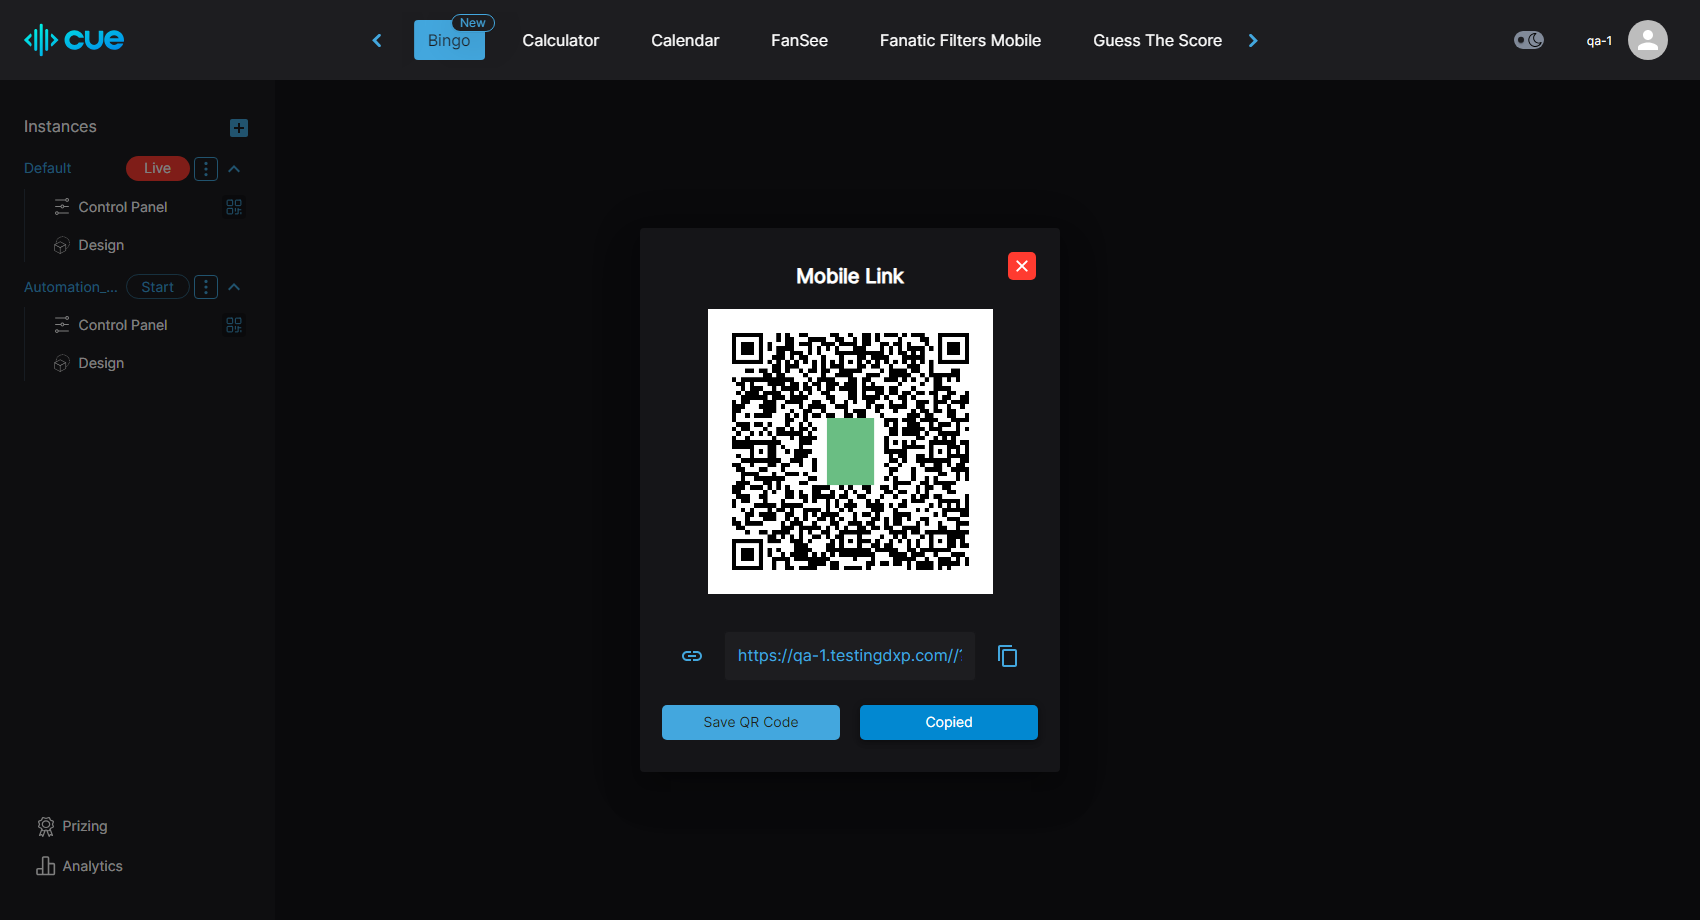 cue
New
Bingo
Calculator
Calendar
FanSee
Fanatic Filters Mobile
Guess The Score
qa-1
Instances
Default
Live
Control Panel
Design
Automation_...
Start
Control Panel
Design
Prizing
Analytics
Mobile Link
https://qa-1.testingdxp.com//?
Save QR Code
Copied